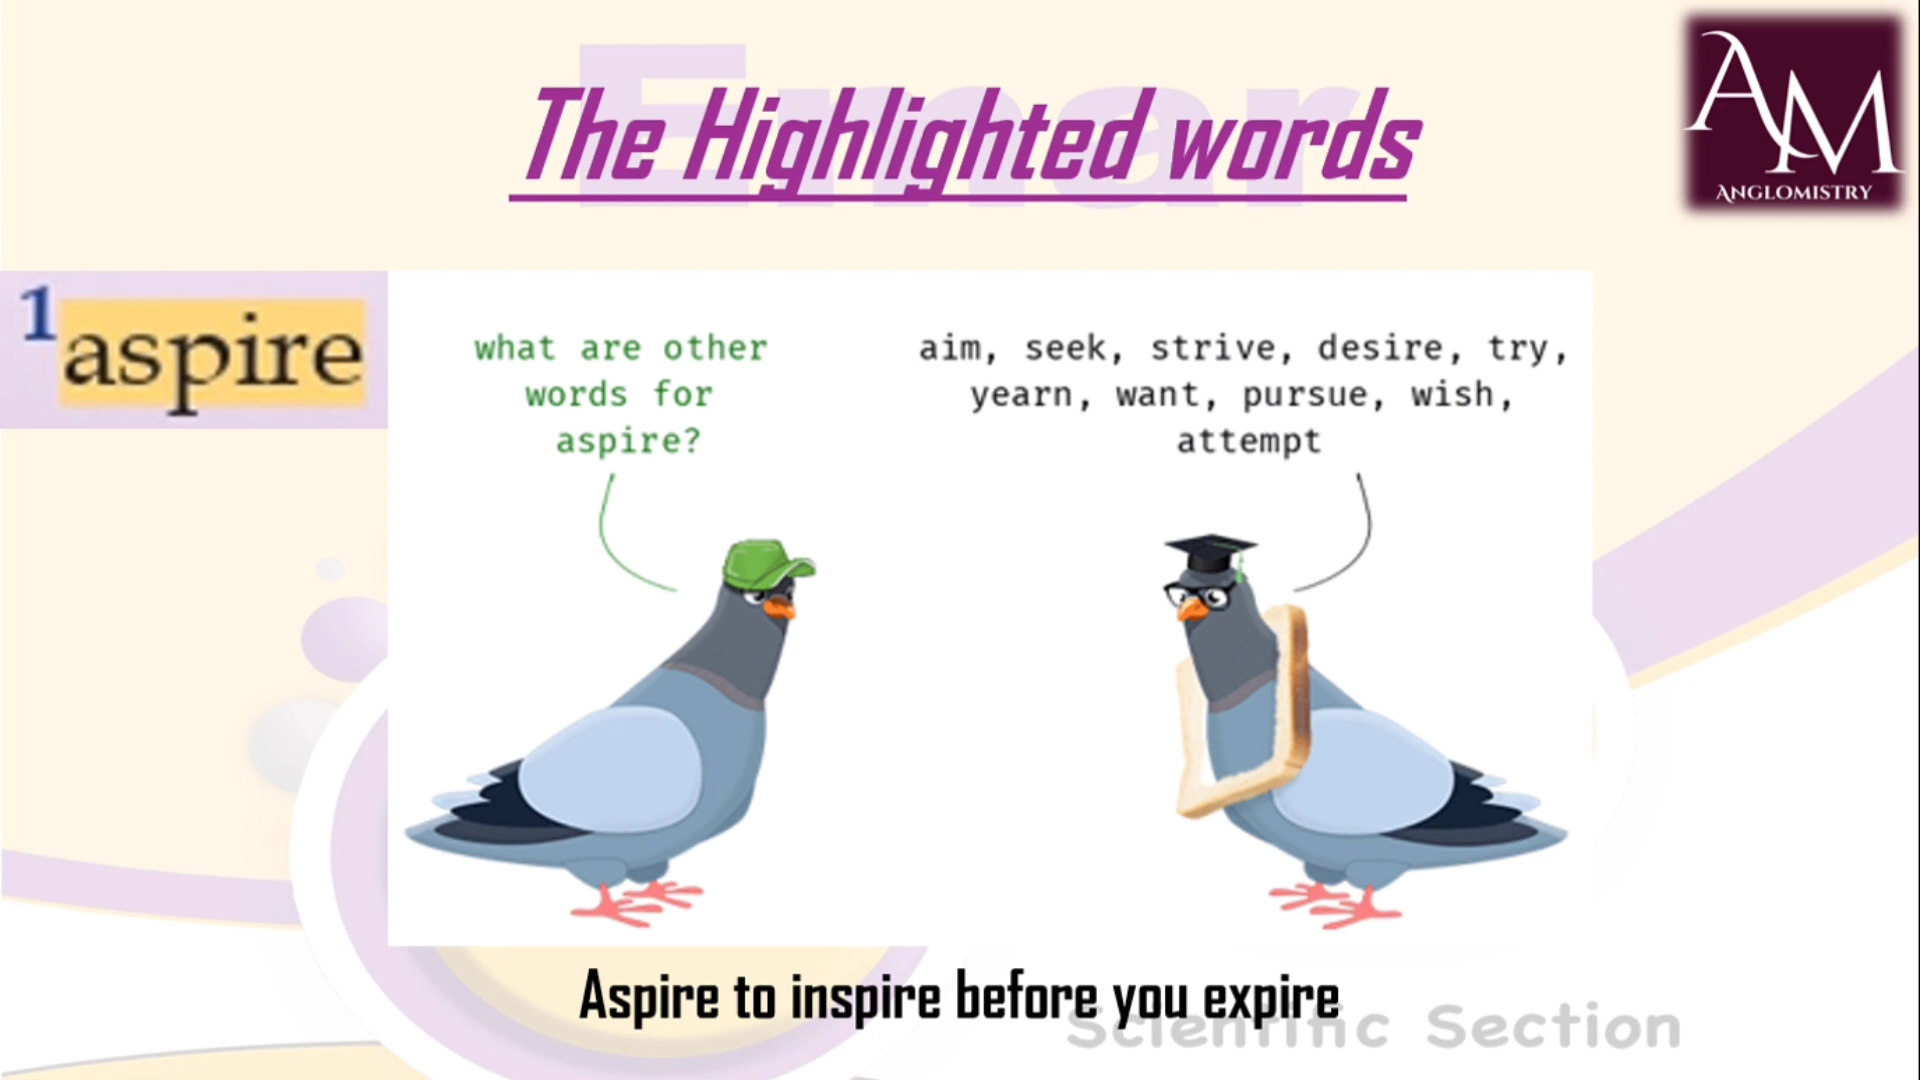 Emar
The Highlighted words
AM
ANGLOMISTRY
1 aspire
what are other
words for
aspire?
aim, seek, strive, desire, try,
yearn, want, pursue, wish,
attempt
Aspire to inspire before you expire
Scientific Section